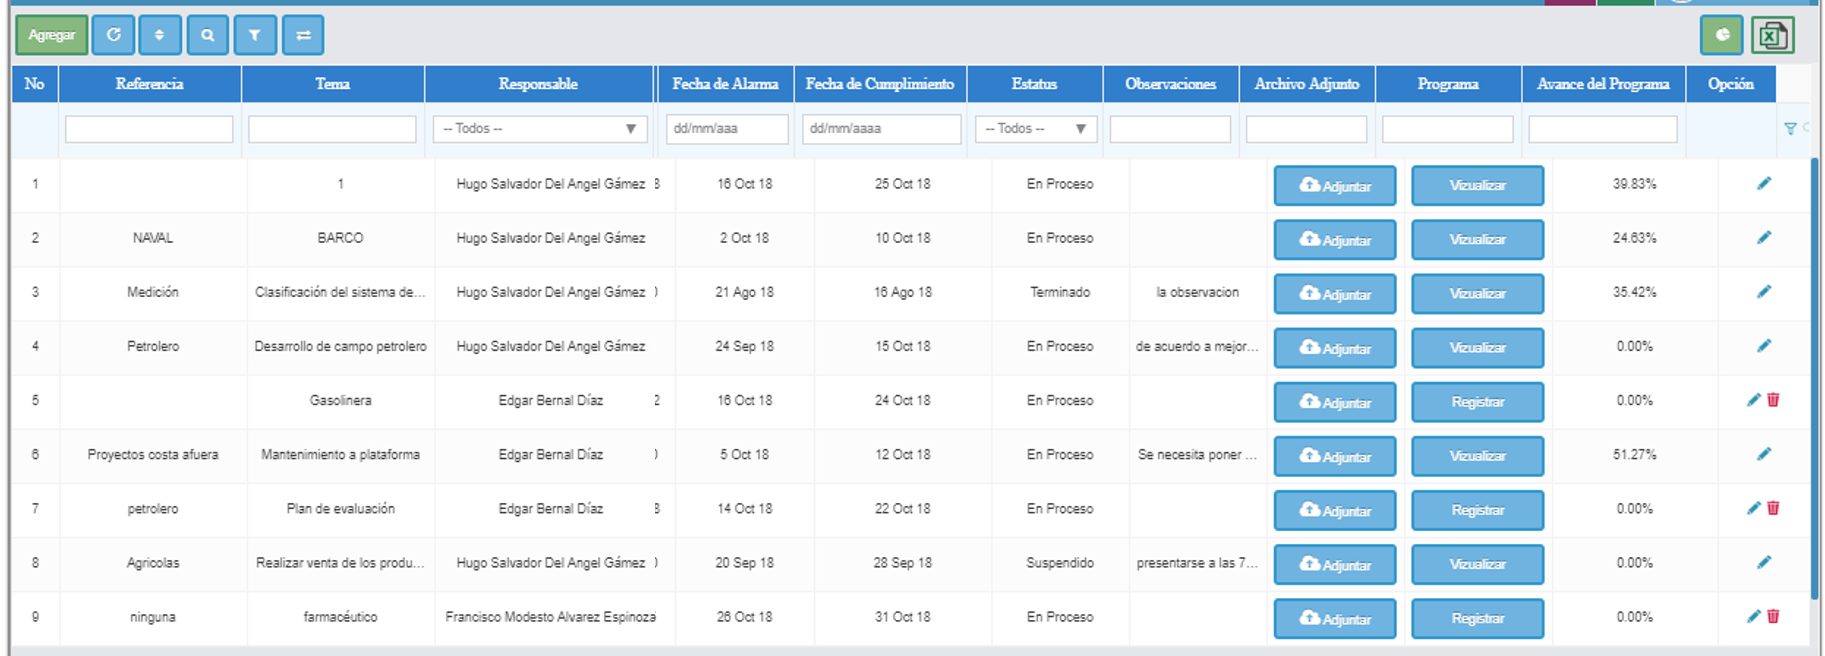 Agregar
No Referencia Tema Responsable Fecha de Alarma Fecha de Cumplimiento Estatus Observaciones Archivo Adjunto Programa Avance del Programa Opción
-- Todos -- dd/mm/aaa dd/mm/aaaa -- Todos --
1 1 Hugo Salvador Del Angel Gámez 16 Oct 18 25 Oct 18 En Proceso Adjuntar Vizualizar 39.83%
2 NAVAL BARCO Hugo Salvador Del Angel Gámez 2 Oct 18 10 Oct 18 En Proceso Adjuntar Vizualizar 24.63%
3 Medición Clasificación del sistema de... Hugo Salvador Del Angel Gámez 21 Ago 18 16 Ago 18 Terminado la observacion Adjuntar Vizualizar 35.42%
4 Petrolero Desarrollo de campo petrolero Hugo Salvador Del Angel Gámez 24 Sep 18 15 Oct 18 En Proceso de acuerdo a mejor... Adjuntar Vizualizar 0.00%
5 Gasolinera Edgar Bernal Díaz 2 16 Oct 18 24 Oct 18 En Proceso Adjuntar Registrar 0.00%
6 Proyectos costa afuera Mantenimiento a plataforma Edgar Bernal Díaz 5 Oct 18 12 Oct 18 En Proceso Se necesita poner ... Adjuntar Vizualizar 51.27%
7 petrolero Plan de evaluación Edgar Bernal Díaz 14 Oct 18 22 Oct 18 En Proceso Adjuntar Registrar 0.00%
8 Agricolas Realizar venta de los produ... Hugo Salvador Del Angel Gámez 20 Sep 18 28 Sep 18 Suspendido presentarse a las 7... Adjuntar Vizualizar 0.00%
9 ninguna farmacéutico Francisco Modesto Alvarez Espinoza 26 Oct 18 31 Oct 18 En Proceso Adjuntar Registrar 0.00%